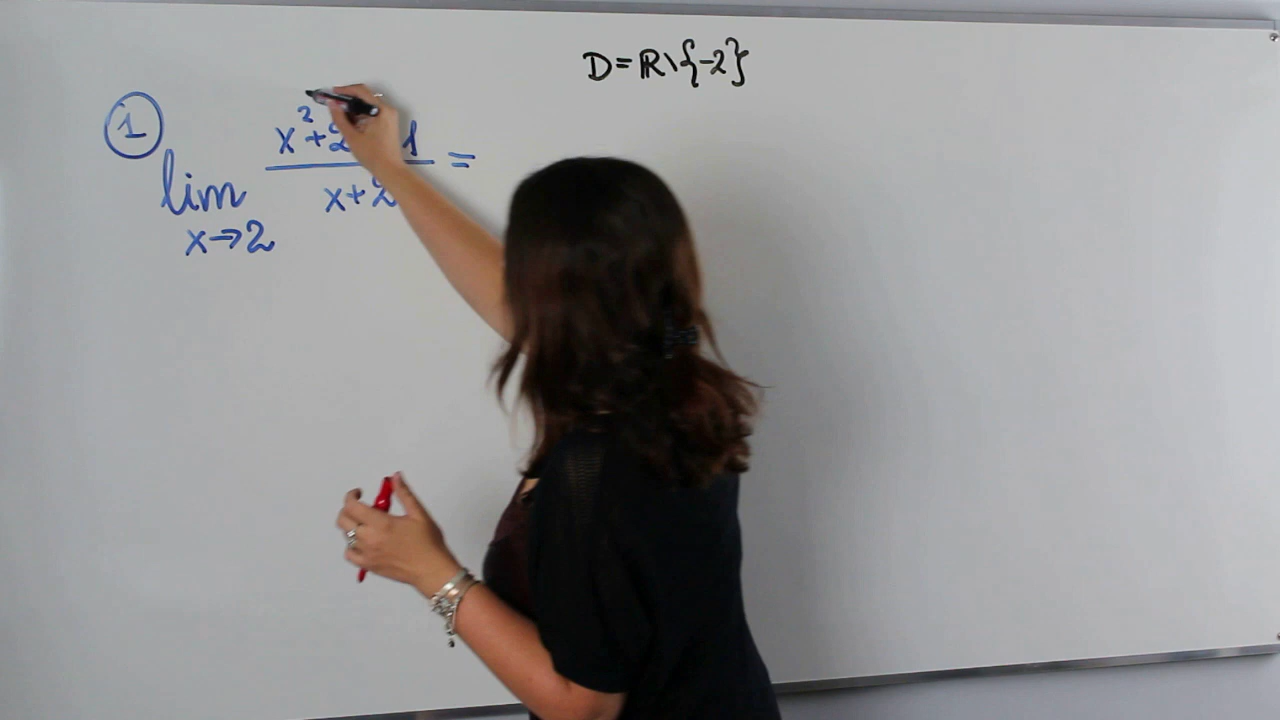 D = ℝ \ {-2}
1
x² + 2 1
lim =
x + 2
x → 2